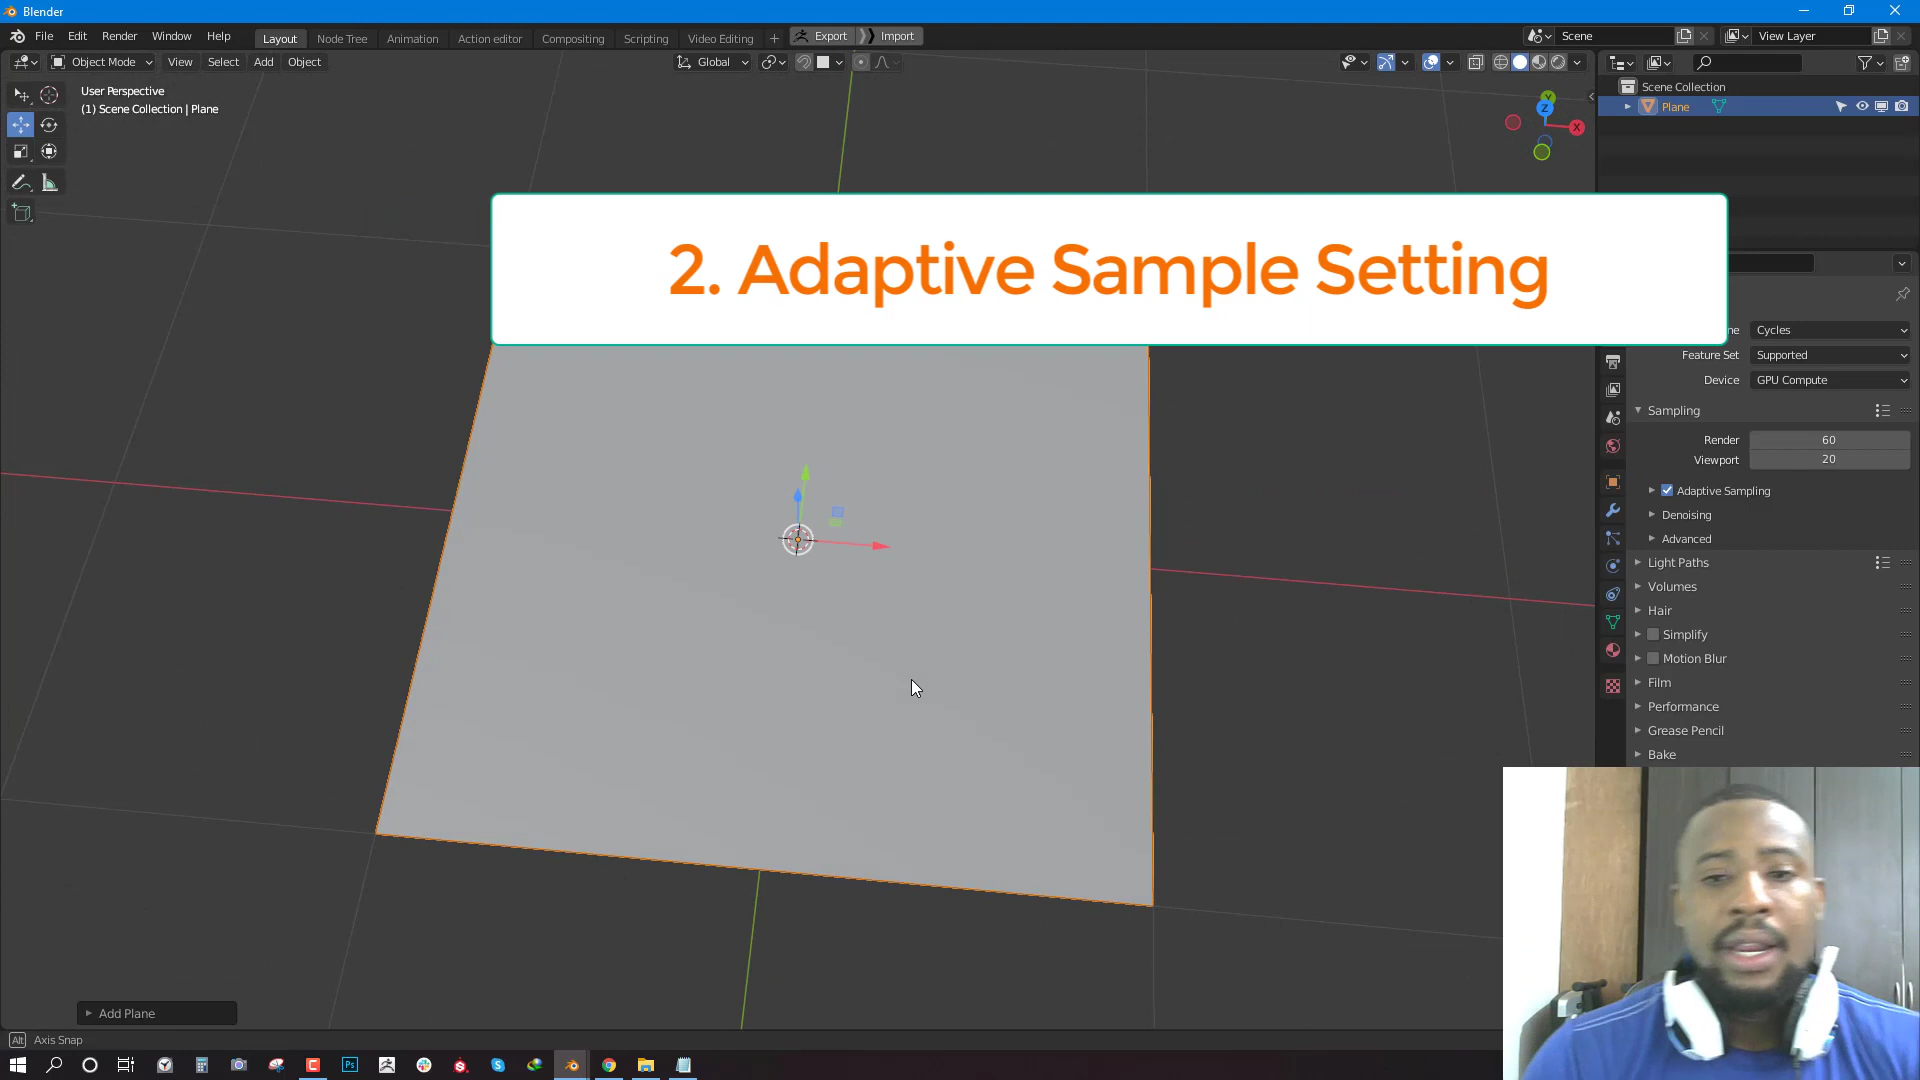 Blender
File Edit Render Window Help
Layout Node Tree Animation Action editor Compositing Scripting Video Editing +
Export Import
Scene
View Layer
Object Mode View Select Add Object
Global
User Perspective
(1) Scene Collection | Plane
Scene Collection
Plane
Z
Y
X
2. Adaptive Sample Setting
Cycles
Feature Set Supported
Device GPU Compute
Sampling
Render 60
Viewport 20
Adaptive Sampling
Denoising
Advanced
Light Paths
Volumes
Hair
Simplify
Motion Blur
Film
Performance
Grease Pencil
Bake
Add Plane
Alt Axis Snap
Ps